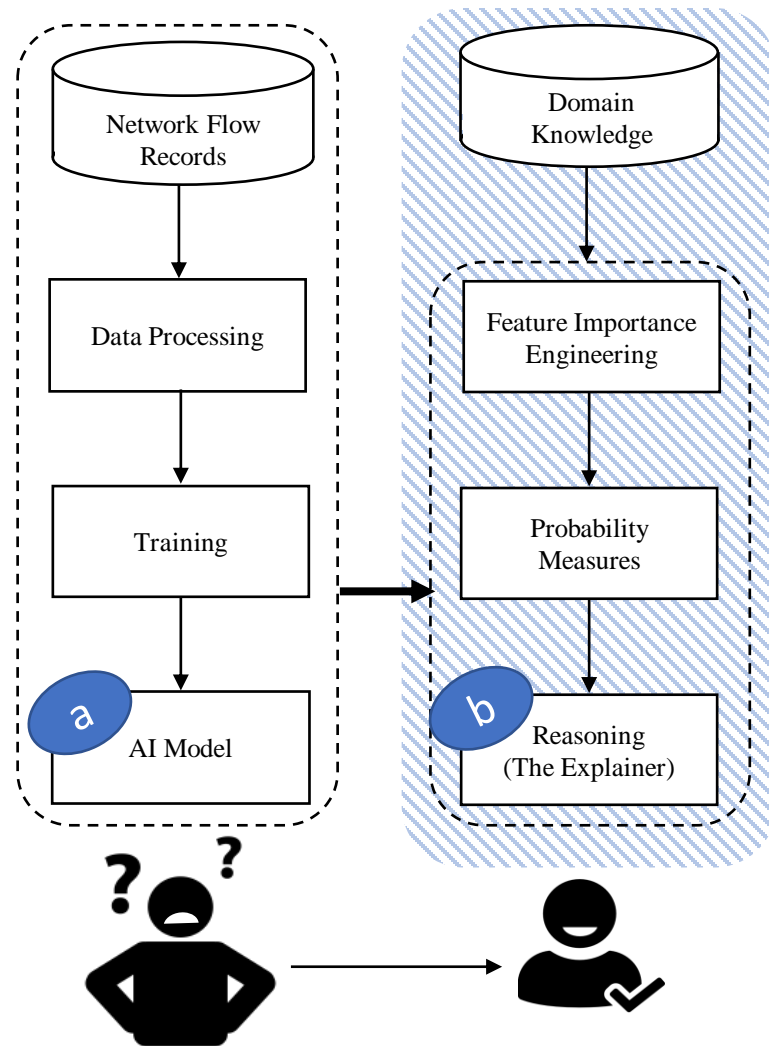 Network Flow
Records
Data Processing
Training
a
AI Model
Domain
Knowledge
Feature Importance
Engineering
Probability
Measures
b
Reasoning
(The Explainer)
? ?